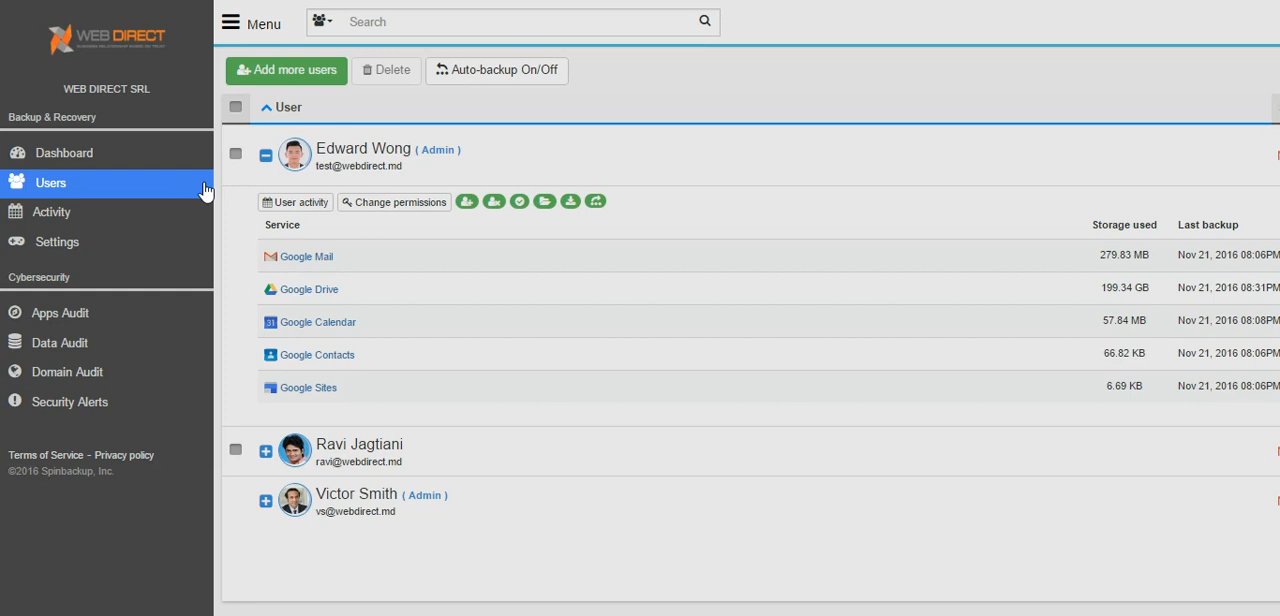 WEB DIRECT
WEB DIRECT SRL
Backup & Recovery
Dashboard
Users
Activity
Settings
Cybersecurity
Apps Audit
Data Audit
Domain Audit
Security Alerts
Terms of Service - Privacy policy
©2016 Spinbackup, Inc.
Menu
Search
Add more users
Delete
Auto-backup On/Off
User
Edward Wong ( Admin )
test@webdirect.md
User activity
Change permissions
Service Storage used Last backup
Google Mail 279.83 MB Nov 21, 2016 08:06PM
Google Drive 199.34 GB Nov 21, 2016 08:31PM
31
Google Calendar 57.84 MB Nov 21, 2016 08:08PM
Google Contacts 66.82 KB Nov 21, 2016 08:06PM
Google Sites 6.69 KB Nov 21, 2016 08:06PM
Ravi Jagtiani
ravi@webdirect.md
Victor Smith ( Admin )
vs@webdirect.md